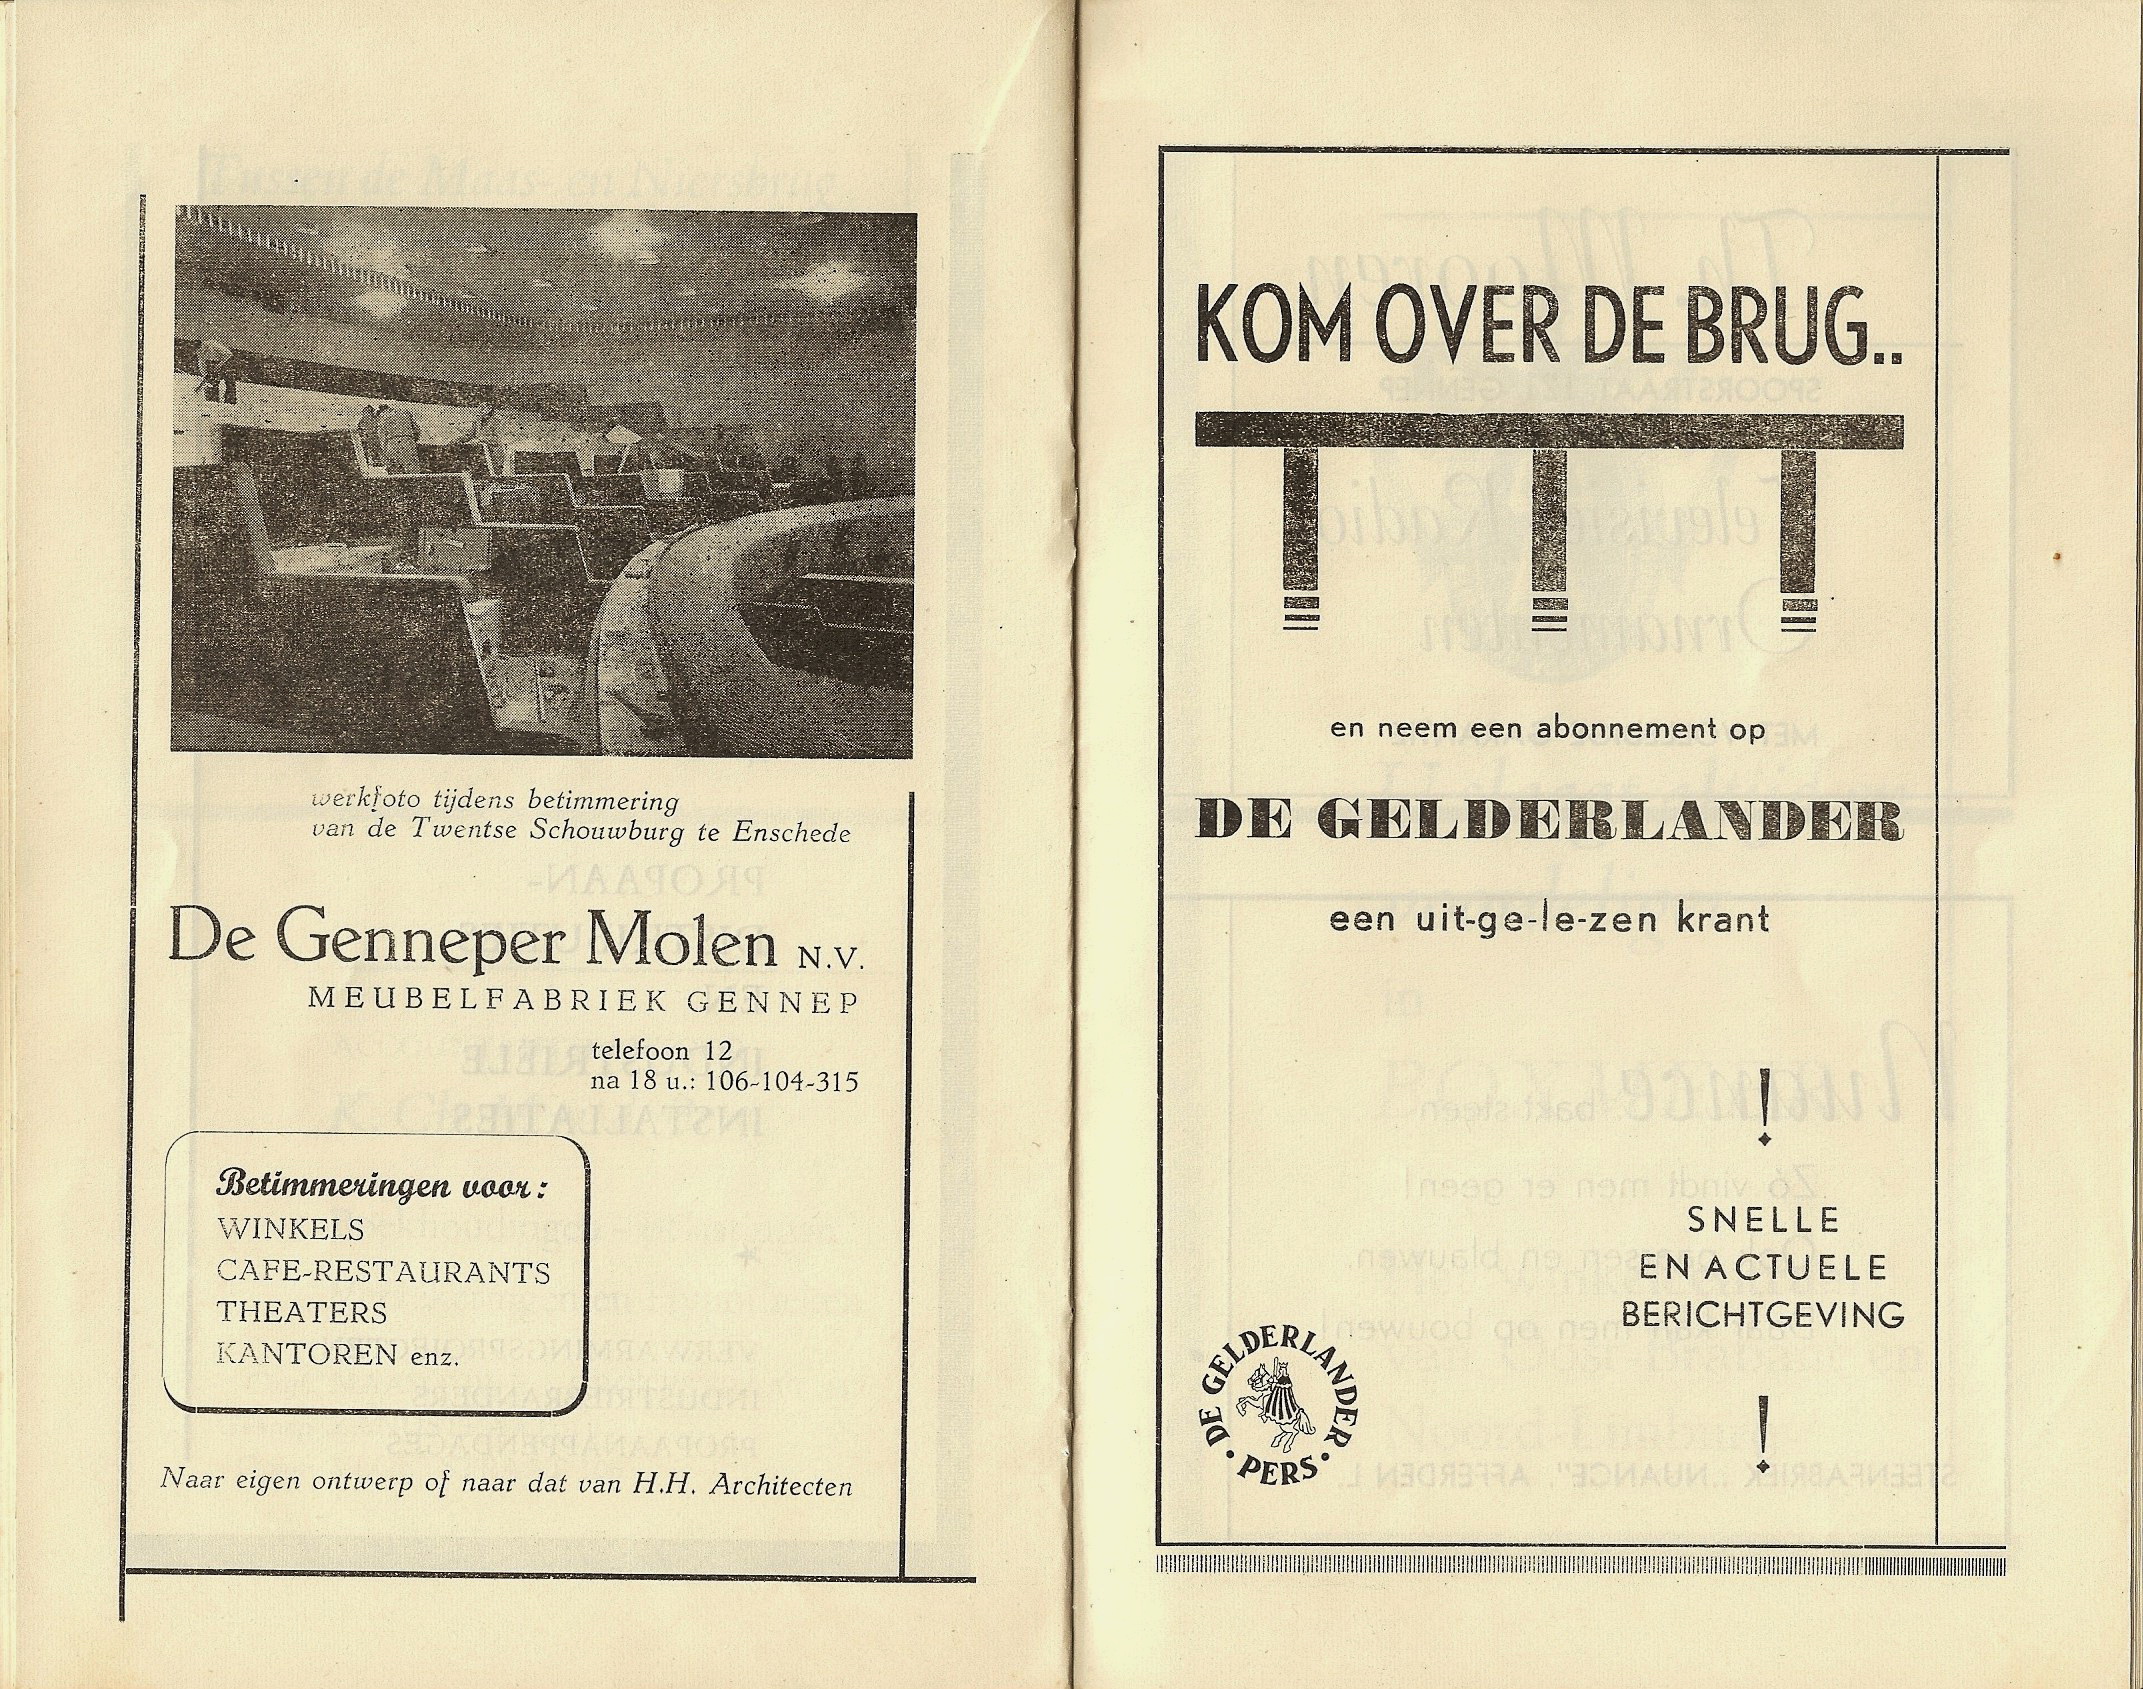 werkfoto tijdens betimmering
van de Twentse Schouwburg te Enschede
De Genneper Molen N.V.
MEUBELFABRIEK GENNEP
telefoon 12
na 18 u.: 106-104-315
Betimmeringen voor:
WINKELS
CAFE-RESTAURANTS
THEATERS
KANTOREN enz.
Naar eigen ontwerp of naar dat van H.H. Architecten
KOM OVER DE BRUG..
en neem een abonnement op
DE GELDERLANDER
een uit-ge-le-zen krant
!
SNELLE
EN ACTUELE
BERICHTGEVING
!
DE GELDERLANDER
• PERS •